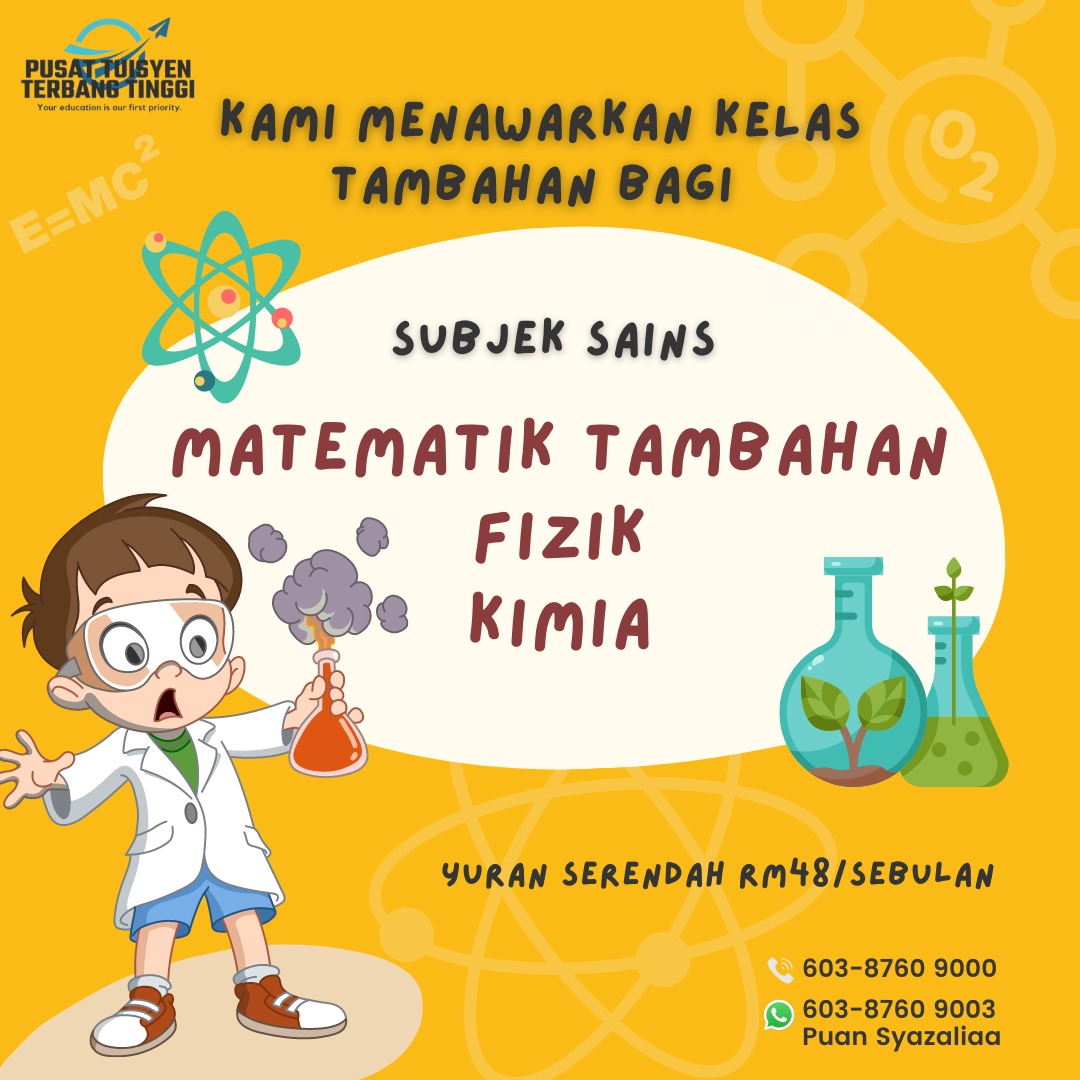 PUSAT TUISYEN
TERBANG TINGGI
Your education is our first priority.
KAMI MENAWARKAN KELAS
TAMBAHAN BAGI
E=MC²
O2
SUBJEK SAINS
MATEMATIK TAMBAHAN
FIZIK
KIMIA
YURAN SERENDAH RM48/SEBULAN
603-8760 9000
603-8760 9003
Puan Syazaliaa